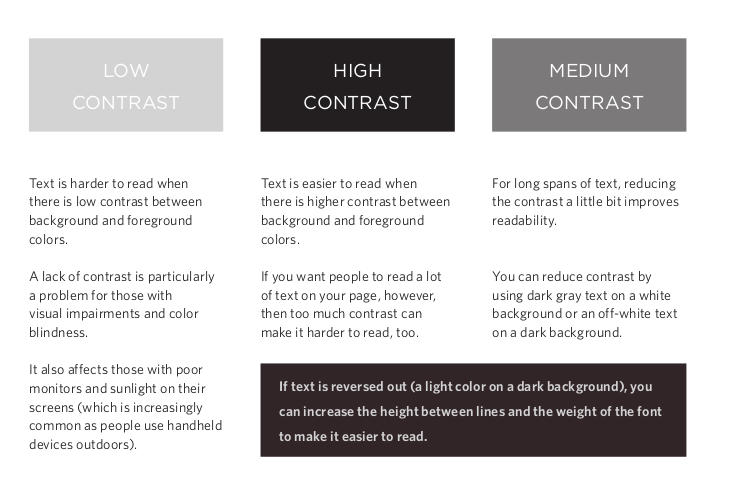 LOW
CONTRAST
Text is harder to read when
there is low contrast between
background and foreground
colors.
A lack of contrast is particularly
a problem for those with
visual impairments and color
blindness.
It also affects those with poor
monitors and sunlight on their
screens (which is increasingly
common as people use handheld
devices outdoors).
HIGH
CONTRAST
Text is easier to read when
there is higher contrast between
background and foreground
colors.
If you want people to read a lot
of text on your page, however,
then too much contrast can
make it harder to read, too.
MEDIUM
CONTRAST
For long spans of text, reducing
the contrast a little bit improves
readability.
You can reduce contrast by
using dark gray text on a white
background or an off-white text
on a dark background.
If text is reversed out (a light color on a dark background), you
can increase the height between lines and the weight of the font
to make it easier to read.